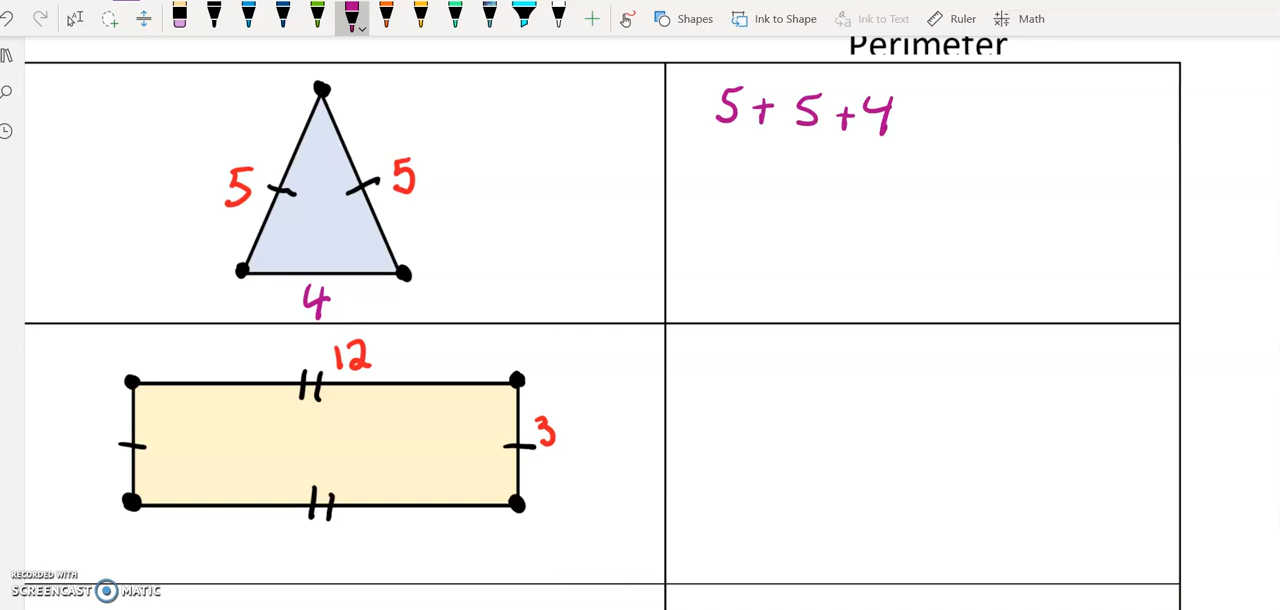 Shapes Ink to Shape Ink to Text Ruler Math
Perimeter
5 + 5 + 4
5 5
4
12
3
RECORDED WITH
SCREENCAST MATIC